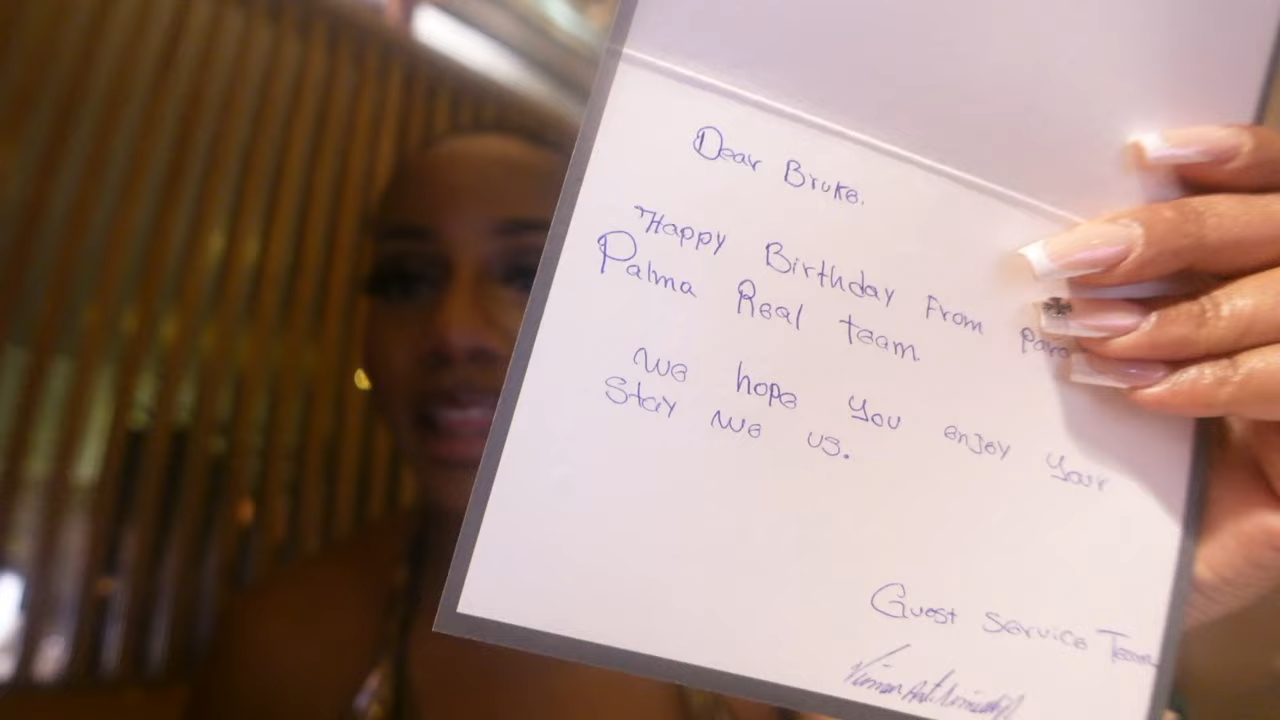 Dear Bruke.
Happy Birthday From
Palma Real team
We hope you enjoy your
Stay we us.
Guest Service Team